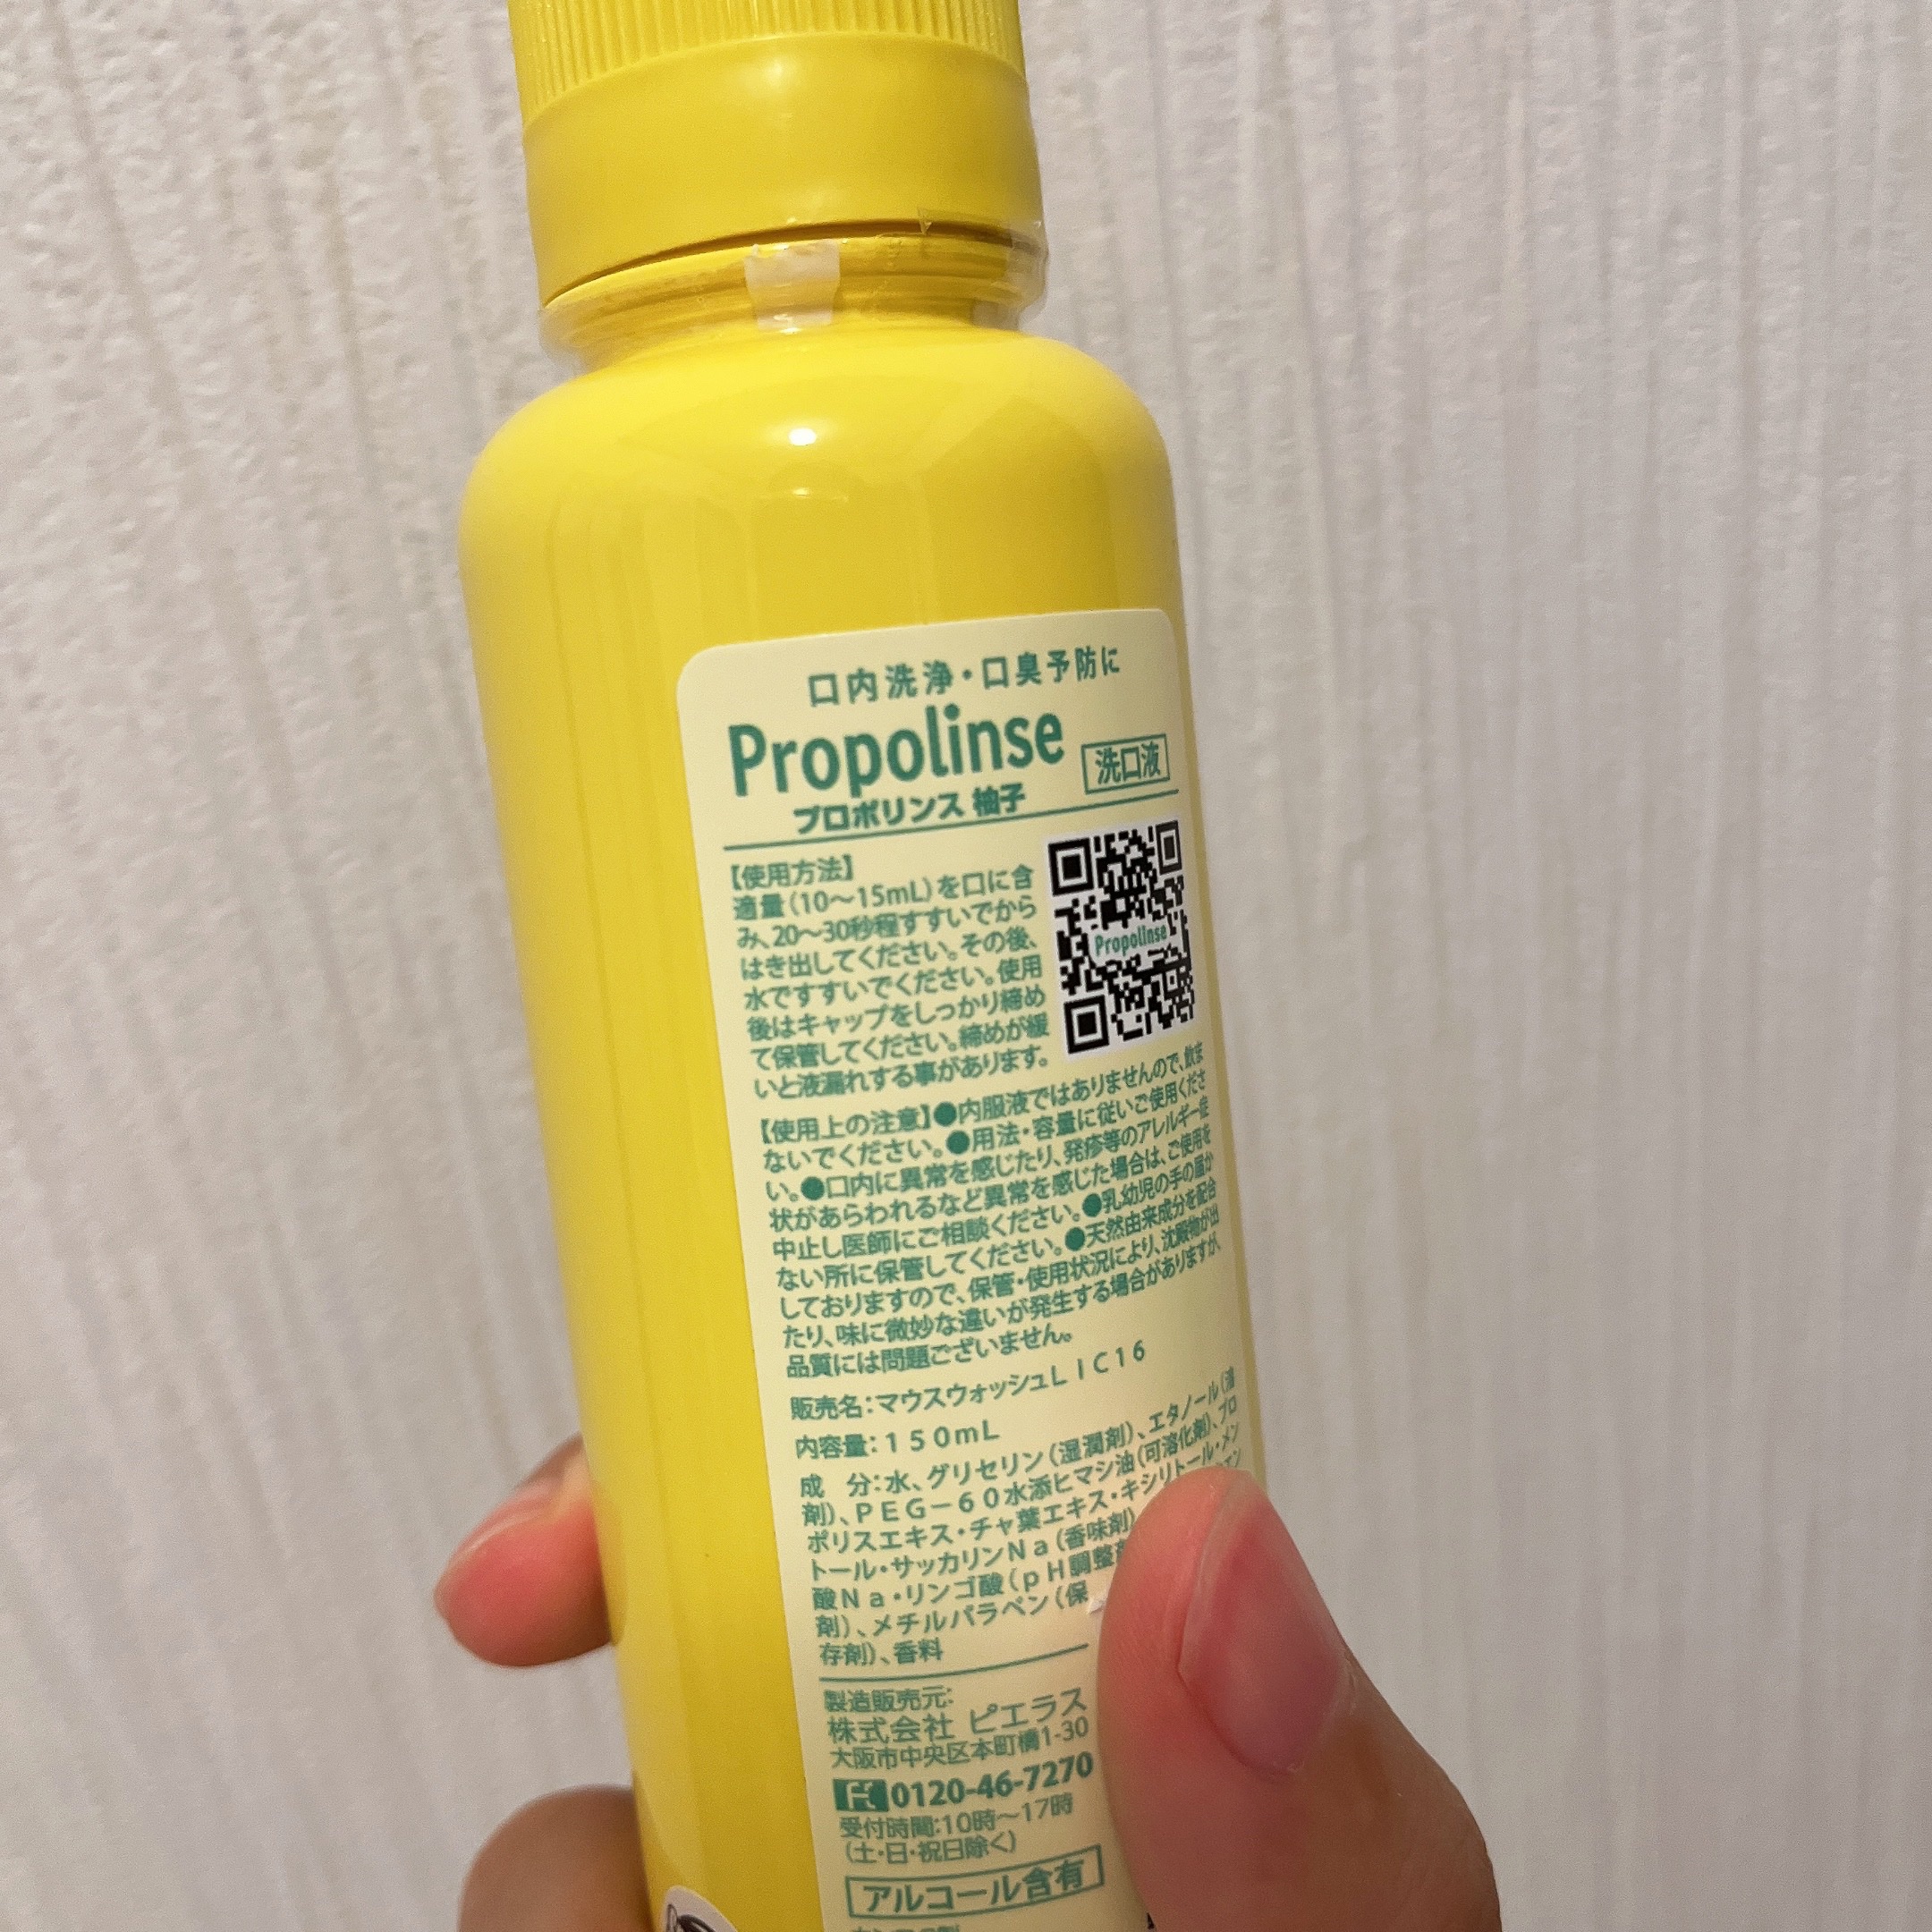 口内洗浄・口臭予防に
Propolinse
洗口液
プロポリンス 柚子
【使用方法】
適量(10〜15mL)を口に含
み、20〜30秒程すすいでから
はき出してください。その後、
水ですすいでください。使用
後はキャップをしっかり締め
て保管してください。締めが緩
いと液漏れする事があります。
Propolinse
【使用上の注意】●内服液ではありませんので、飲ま
ないでください。●用法・容量に従いご使用くださ
い。●口内に異常を感じたり、発疹等のアレルギー症
状があらわれるなど異常を感じた場合は、ご使用を
中止し医師にご相談ください。●乳幼児の手の届か
ない所に保管してください。●天然由来成分を配合
しておりますので、保管・使用状況により、沈殿物が出
たり、味に微妙な違いが発生する場合がありますが、
品質には問題ございません。
販売名:マウスウォッシュLIC16
内容量:150mL
成 分:水、グリセリン(湿潤剤)、エタノール(清
剤)、PEG-60水添ヒマシ油(可溶化剤)、プロ
ポリスエキス・チャ葉エキス・キシリトール・メン
トール・サッカリンNa(香味剤)
酸Na・リンゴ酸(pH調整
剤)、メチルパラベン(保
存剤)、香料
製造販売元:
株式会社 ピエラス
大阪市中央区本町橋1-30
0120-46-7270
受付時間:10時〜17時
(土・日・祝日除く)
アルコール含有